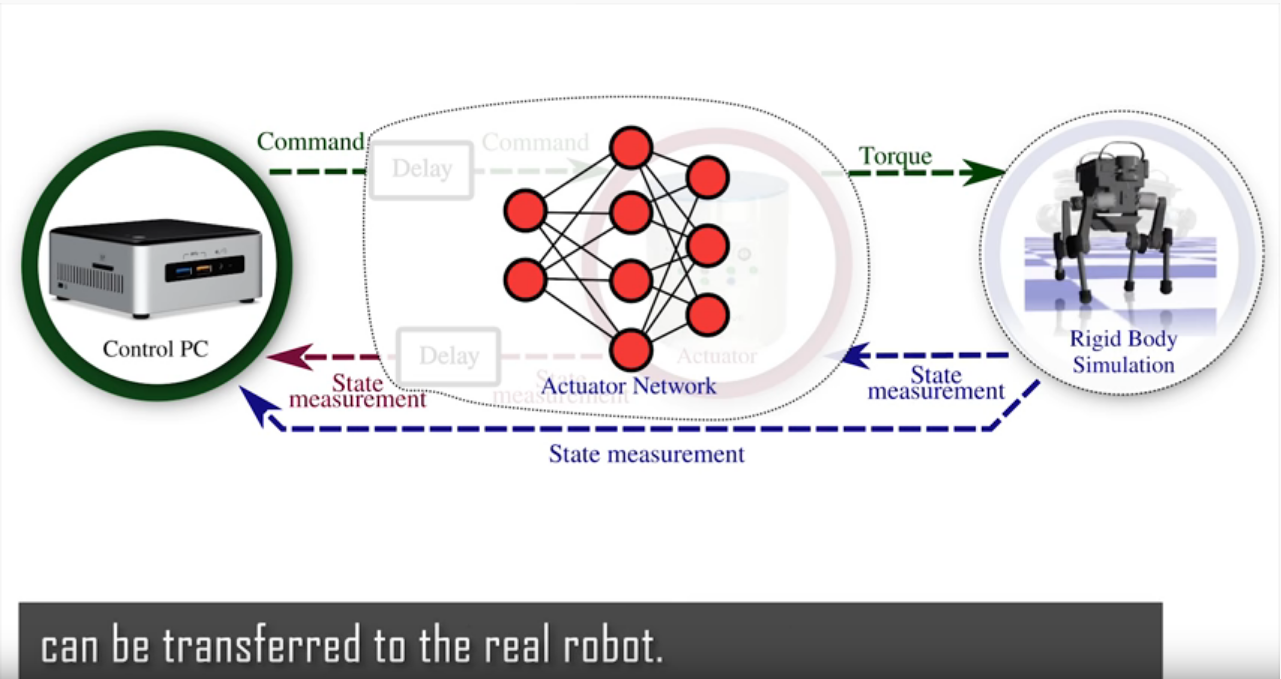 Command
Delay
Command
Torque
Control PC
Delay
State
measurement
State
measurement
Actuator
Actuator Network
State
measurement
Rigid Body
Simulation
State measurement
can be transferred to the real robot.